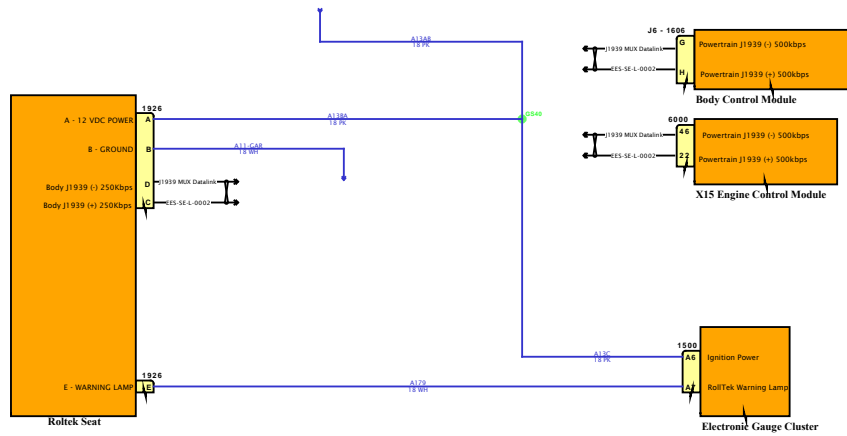 A13AB
18 PK
J6 - 1606
G
Powertrain J1939 (-) 500kbps
J1939 MUX Datalink
EES-SE-L-0002
H
Powertrain J1939 (+) 500kbps
Body Control Module
1926
A - 12 VDC POWER
A
A138A
18 PK
6000
46
Powertrain J1939 (-) 500kbps
J1939 MUX Datalink
EES-SE-L-0002
22
Powertrain J1939 (+) 500kbps
X15 Engine Control Module
B - GROUND
B
A11-GAR
18 WH
D
J1939 MUX Datalink
Body J1939 (-) 250Kbps
C
EES-SE-L-0002
Body J1939 (+) 250Kbps
1500
A13C
18 PK
A6
Ignition Power
1926
E - WARNING LAMP
E
A179
18 WH
RollTek Warning Lamp
Roltek Seat
Electronic Gauge Cluster